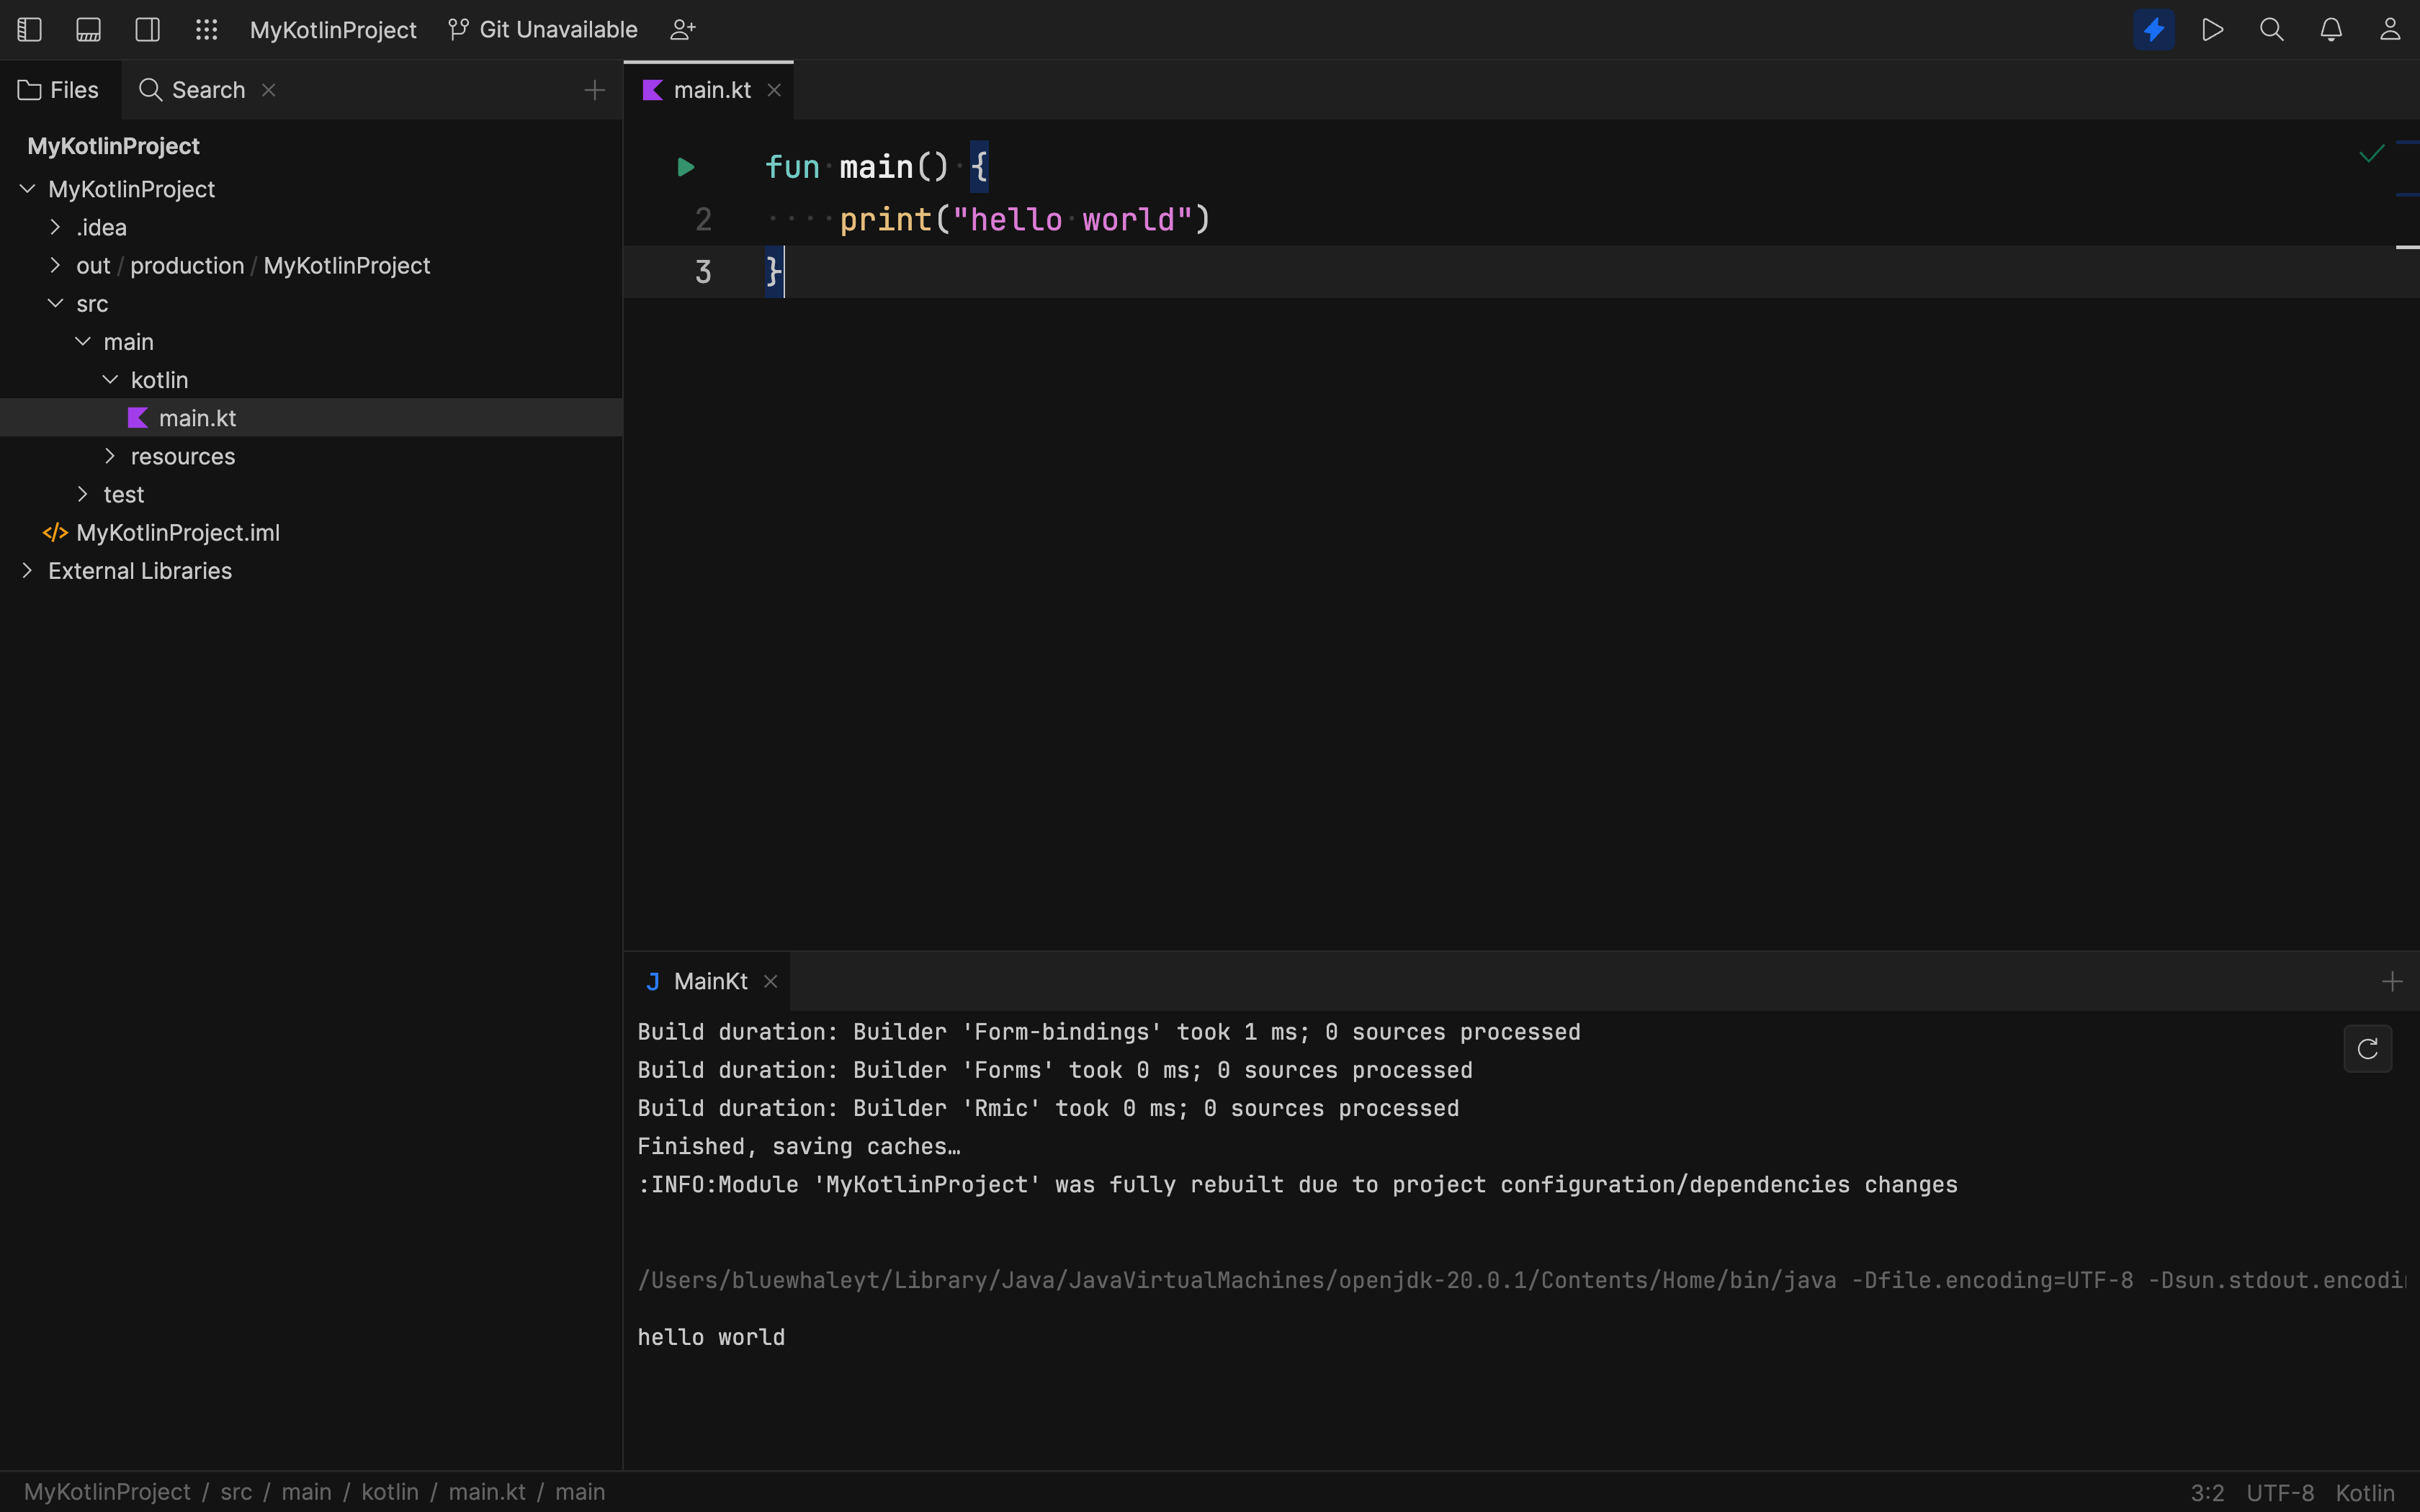 MyKotlinProject Git Unavailable
Files Search
main.kt
MyKotlinProject
MyKotlinProject
.idea
out / production / MyKotlinProject
src
main
kotlin
main.kt
resources
test
MyKotlinProject.iml
External Libraries
fun main() {
2 print("hello world")
3 }
MainKt
Build duration: Builder 'Form-bindings' took 1 ms; 0 sources processed
Build duration: Builder 'Forms' took 0 ms; 0 sources processed
Build duration: Builder 'Rmic' took 0 ms; 0 sources processed
Finished, saving caches…
:INFO:Module 'MyKotlinProject' was fully rebuilt due to project configuration/dependencies changes
/Users/bluewhaleyt/Library/Java/JavaVirtualMachines/openjdk-20.0.1/Contents/Home/bin/java -Dfile.encoding=UTF-8 -Dsun.stdout.encodi
hello world
MyKotlinProject / src / main / kotlin / main.kt / main
3:2 UTF-8 Kotlin